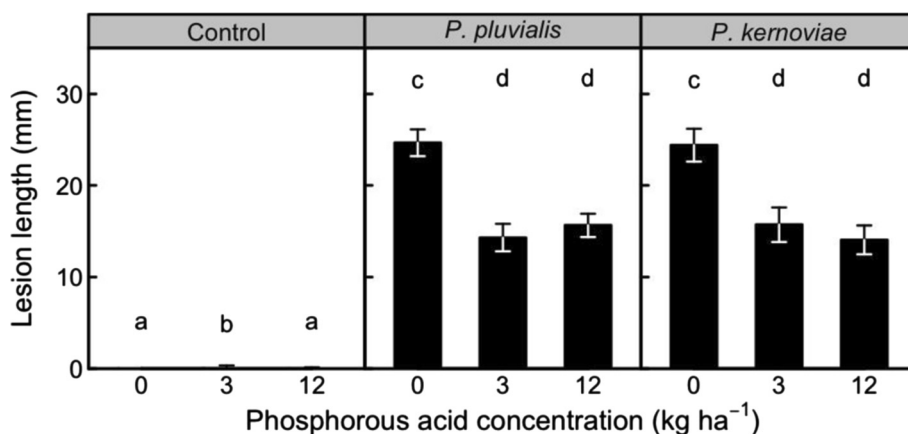 Control P. pluvialis P. kernoviae
Lesion length (mm)
30
20
10
0
c d d c d d
a b a
0 3 12 0 3 12 0 3 12
Phosphorous acid concentration (kg ha⁻¹)